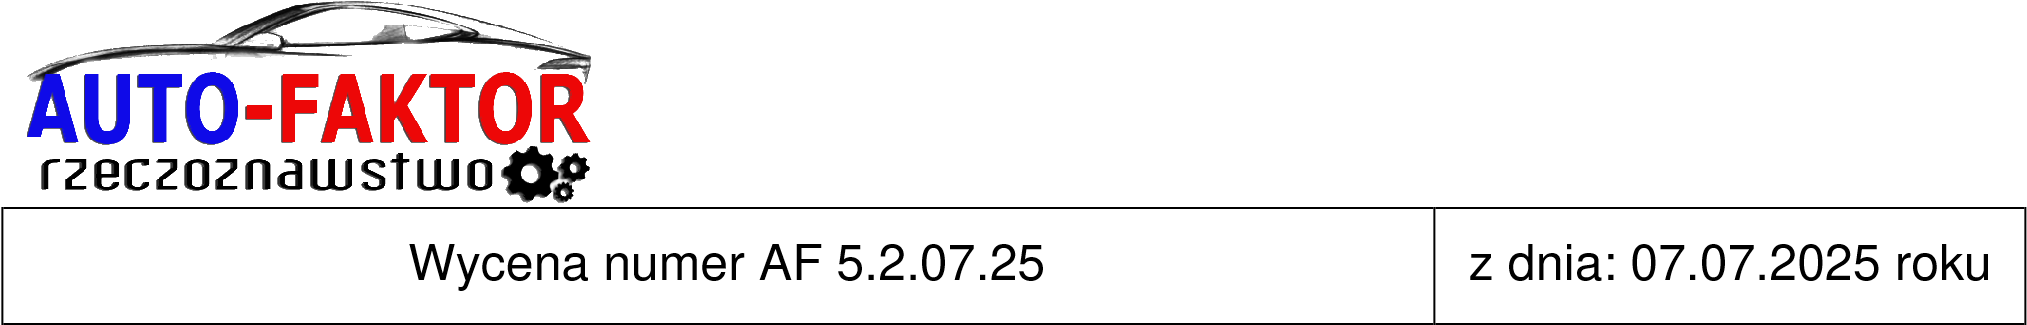 AUTO-FAKTOR
rzeczoznawstwo
Wycena numer AF 5.2.07.25
z dnia: 07.07.2025 roku